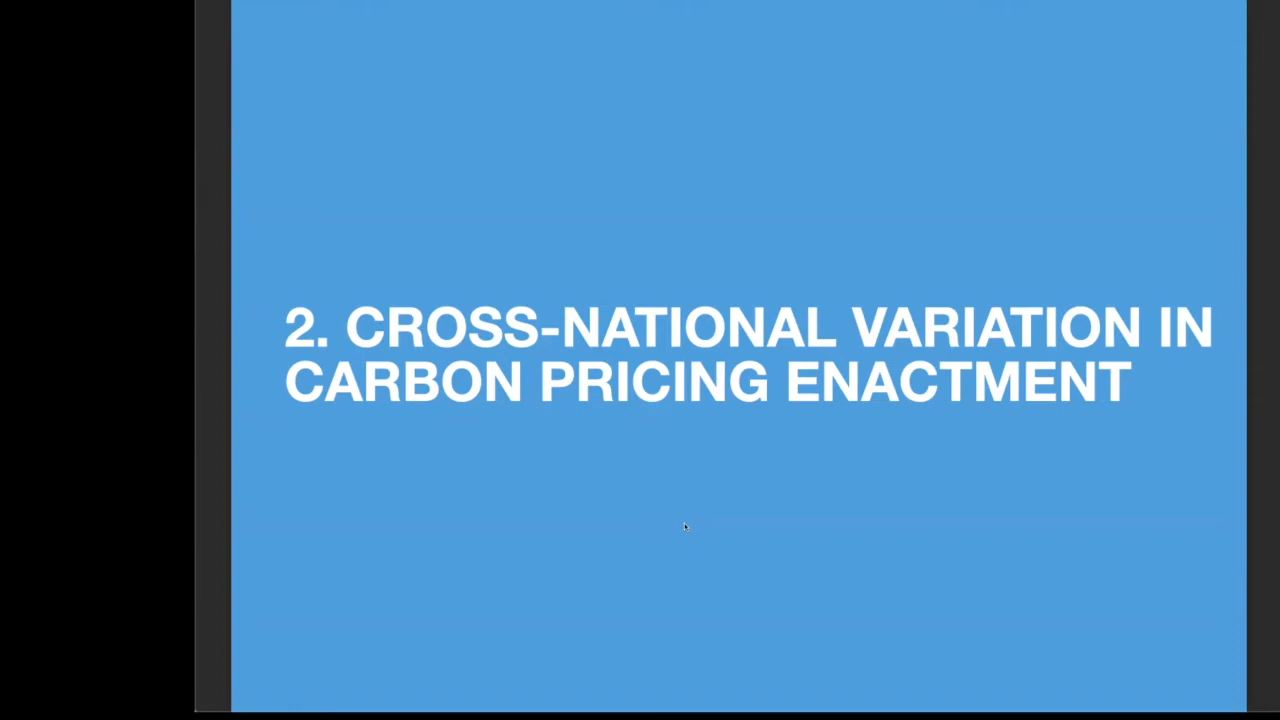 2. CROSS-NATIONAL VARIATION IN
CARBON PRICING ENACTMENT